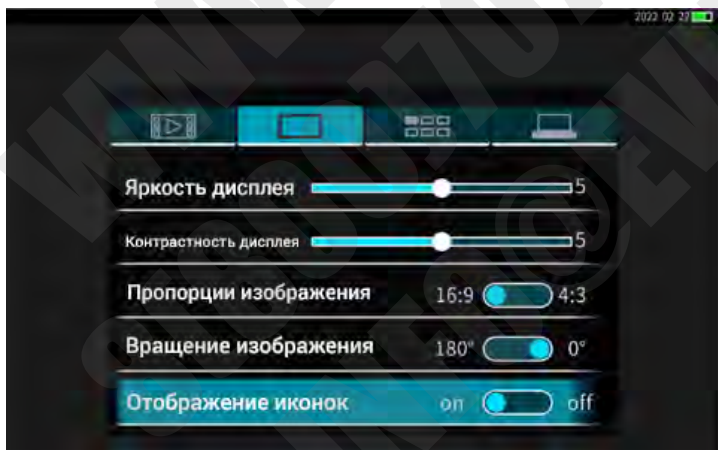 2022 02 27
Яркость дисплея 5
Контрастность дисплея 5
Пропорции изображения 16:9 4:3
Вращение изображения 180° 0°
Отображение иконок on off